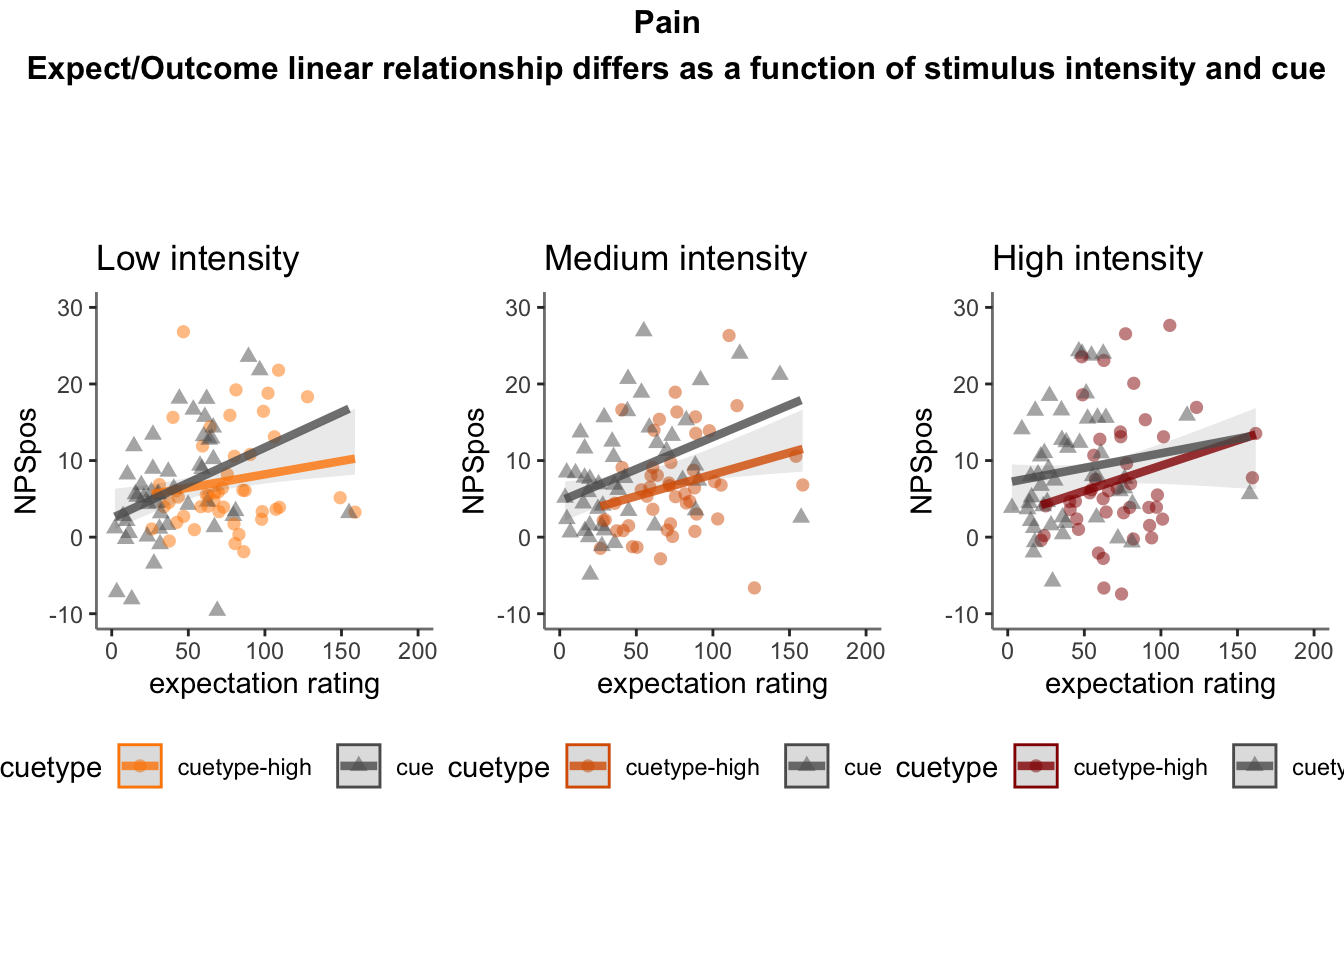 Pain
Expect/Outcome linear relationship differs as a function of stimulus intensity and cue
Low intensity
Medium intensity
High intensity
30
20
10
0
-10
NPSpos
0 50 100 150 200
expectation rating
30
20
10
0
-10
NPSpos
0 50 100 150 200
expectation rating
30
20
10
0
-10
NPSpos
0 50 100 150 200
expectation rating
cuetype cuetype-high cue
cuetype cuetype-high cue
cuetype cuetype-high cuety